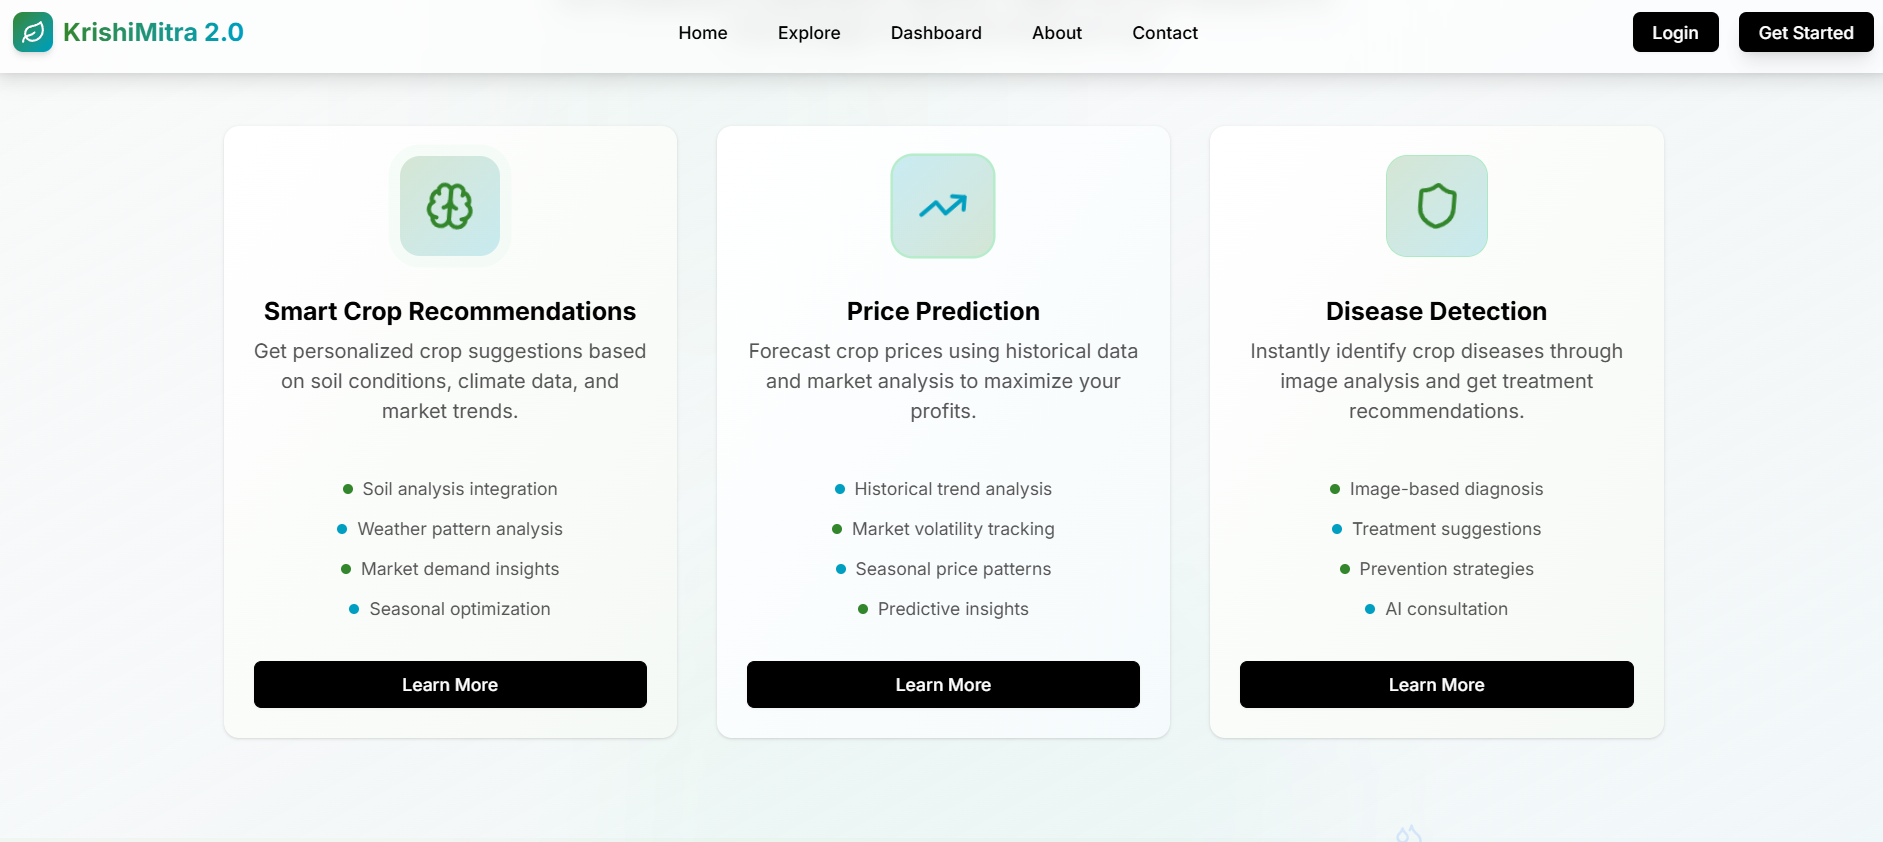 KrishiMitra 2.0
Home
Explore
Dashboard
About
Contact
Login
Get Started
Smart Crop Recommendations
Get personalized crop suggestions based
on soil conditions, climate data, and
market trends.
Soil analysis integration
Weather pattern analysis
Market demand insights
Seasonal optimization
Learn More
Price Prediction
Forecast crop prices using historical data
and market analysis to maximize your
profits.
Historical trend analysis
Market volatility tracking
Seasonal price patterns
Predictive insights
Learn More
Disease Detection
Instantly identify crop diseases through
image analysis and get treatment
recommendations.
Image-based diagnosis
Treatment suggestions
Prevention strategies
AI consultation
Learn More